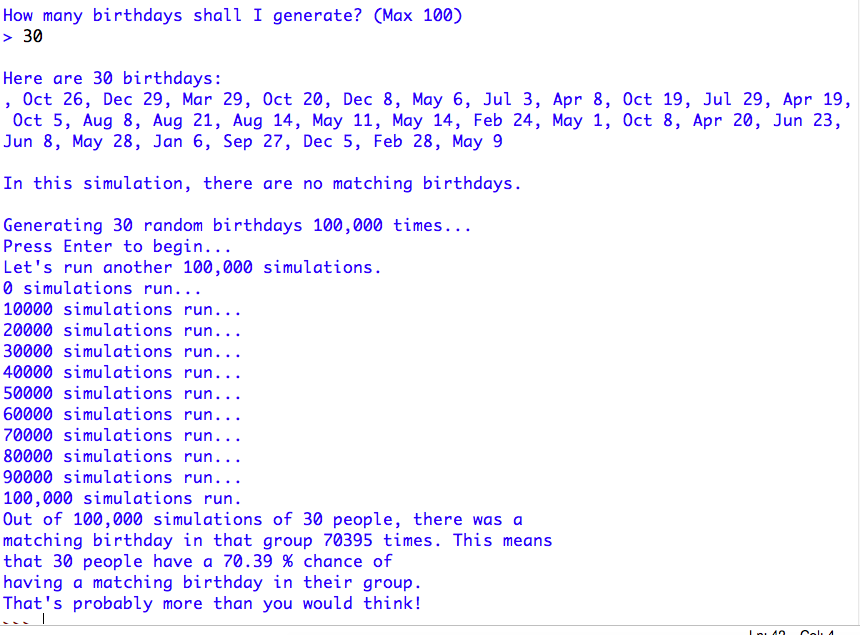 How many birthdays shall I generate? (Max 100)
> 30
Here are 30 birthdays:
, Oct 26, Dec 29, Mar 29, Oct 20, Dec 8, May 6, Jul 3, Apr 8, Oct 19, Jul 29, Apr 19,
Oct 5, Aug 8, Aug 21, Aug 14, May 11, May 14, Feb 24, May 1, Oct 8, Apr 20, Jun 23,
Jun 8, May 28, Jan 6, Sep 27, Dec 5, Feb 28, May 9
In this simulation, there are no matching birthdays.
Generating 30 random birthdays 100,000 times...
Press Enter to begin...
Let's run another 100,000 simulations.
0 simulations run...
10000 simulations run...
20000 simulations run...
30000 simulations run...
40000 simulations run...
50000 simulations run...
60000 simulations run...
70000 simulations run...
80000 simulations run...
90000 simulations run...
100,000 simulations run.
Out of 100,000 simulations of 30 people, there was a
matching birthday in that group 70395 times. This means
that 30 people have a 70.39 % chance of
having a matching birthday in their group.
That's probably more than you would think!